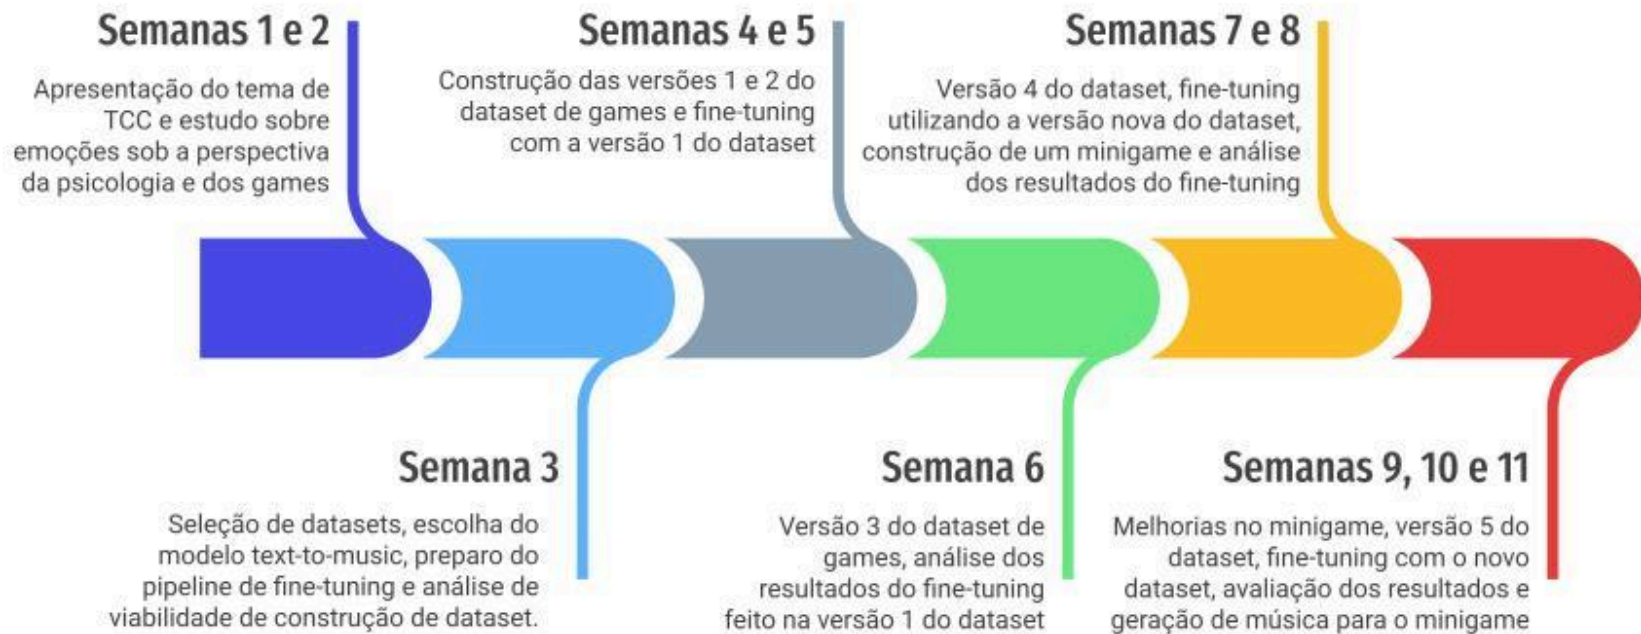 Semanas 1 e 2
Apresentação do tema de
TCC e estudo sobre
emoções sob a perspectiva
da psicologia e dos games
Semana 3
Seleção de datasets, escolha do
modelo text-to-music, preparo do
pipeline de fine-tuning e análise de
viabilidade de construção de dataset.
Semanas 4 e 5
Construção das versões 1 e 2 do
dataset de games e fine-tuning
com a versão 1 do dataset
Semana 6
Versão 3 do dataset de
games, análise dos
resultados do fine-tuning
feito na versão 1 do dataset
Semanas 7 e 8
Versão 4 do dataset, fine-tuning
utilizando a versão nova do dataset,
construção de um minigame e análise
dos resultados do fine-tuning
Semanas 9, 10 e 11
Melhorias no minigame, versão 5 do
dataset, fine-tuning com o novo
dataset, avaliação dos resultados e
geração de música para o minigame